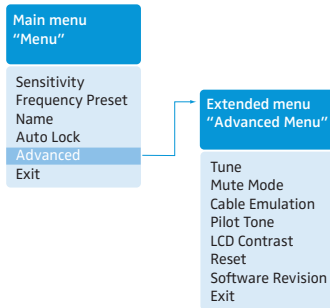 Main menu
“Menu”
Sensitivity
Frequency Preset
Name
Auto Lock
Advanced
Exit
Extended menu
“Advanced Menu”
Tune
Mute Mode
Cable Emulation
Pilot Tone
LCD Contrast
Reset
Software Revision
Exit